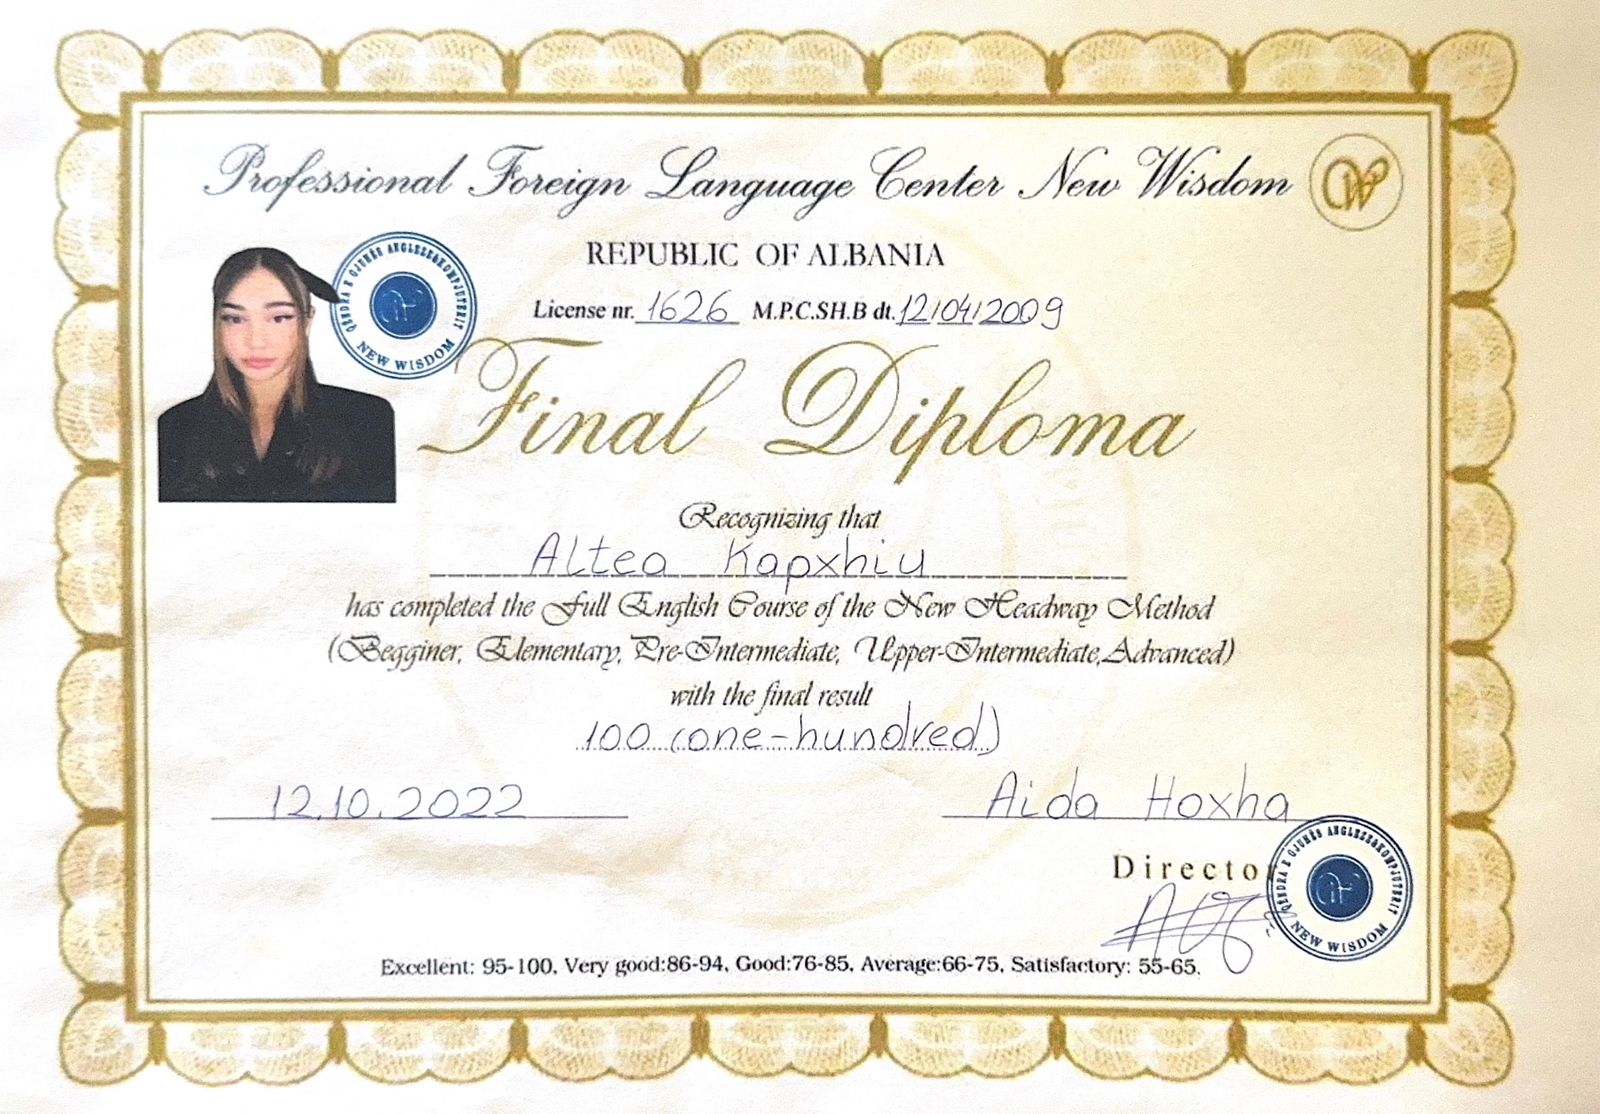 Professional Foreign Language Center New Wisdom
REPUBLIC OF ALBANIA
License nr. 1626 M.P.C.SH.B dt. 12/04/2009
QËNDRA E GJUHËS ANGLEZE&KOMPJUTERIT
NEW WISDOM
Final Diploma
Recognizing that
Altea Kapxhiu
has completed the Full English Course of the New Headway Method
(Begginer, Elementary, Pre-Intermediate, Upper-Intermediate,Advanced)
with the final result
100 (one-hundred)
12.10.2022
Aida Hoxha
Director
QËNDRA E GJUHËS ANGLEZE&KOMPJUTERIT
NEW WISDOM
Excellent: 95-100, Very good:86-94, Good:76-85, Average:66-75, Satisfactory: 55-65.